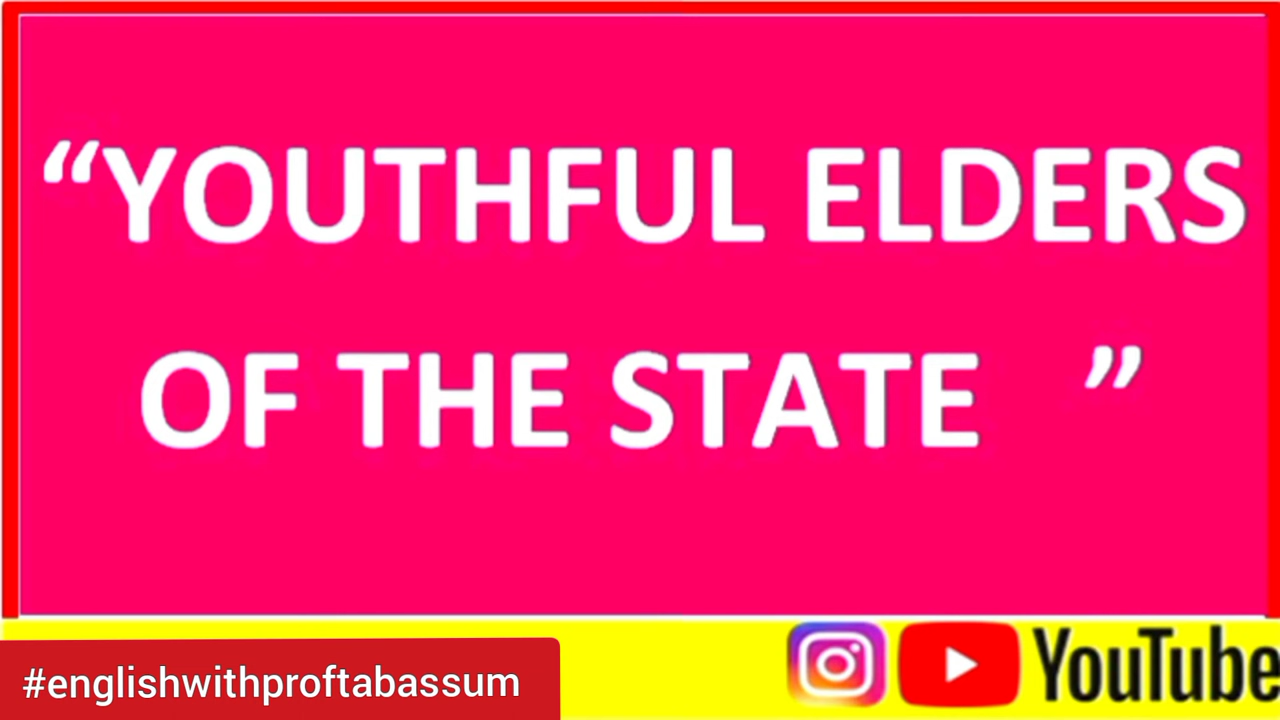 “YOUTHFUL ELDERS
OF THE STATE ”
#englishwithproftabassum
YouTube